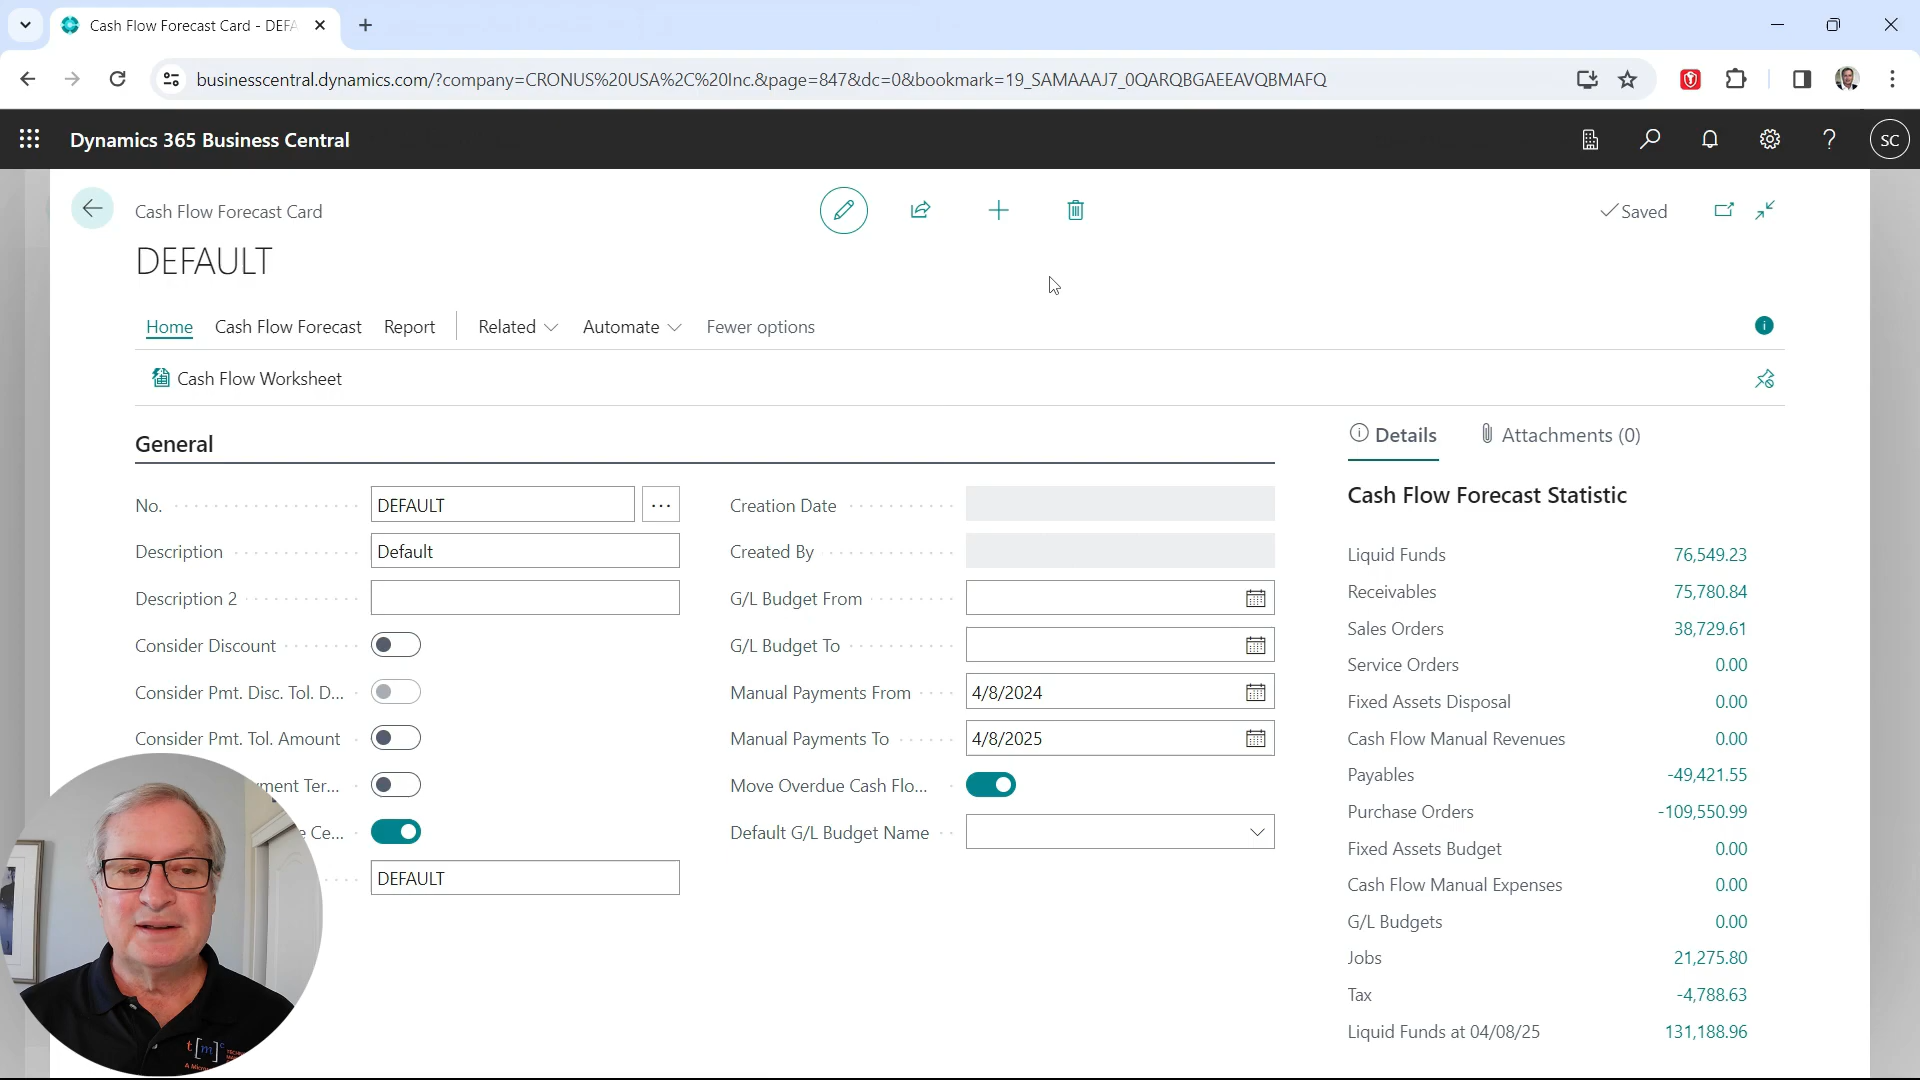 Cash Flow Forecast Card - DEFA
businesscentral.dynamics.com/?company=CRONUS%20USA%2C%20Inc.&page=847&dc=0&bookmark=19_SAMAAAJ7_0QARQBGAEEAVQBMAFQ
Dynamics 365 Business Central
SC
Cash Flow Forecast Card
Saved
DEFAULT
Home Cash Flow Forecast Report Related Automate Fewer options
Cash Flow Worksheet
General
No. DEFAULT ...
Description Default
Description 2
Consider Discount
Consider Pmt. Disc. Tol. D...
Consider Pmt. Tol. Amount
ment Ter...
e Ce...
DEFAULT
Creation Date
Created By
G/L Budget From
G/L Budget To
Manual Payments From 4/8/2024
Manual Payments To 4/8/2025
Move Overdue Cash Flo...
Default G/L Budget Name
Details Attachments (0)
Cash Flow Forecast Statistic
Liquid Funds 76,549.23
Receivables 75,780.84
Sales Orders 38,729.61
Service Orders 0.00
Fixed Assets Disposal 0.00
Cash Flow Manual Revenues 0.00
Payables -49,421.55
Purchase Orders -109,550.99
Fixed Assets Budget 0.00
Cash Flow Manual Expenses 0.00
G/L Budgets 0.00
Jobs 21,275.80
Tax -4,788.63
Liquid Funds at 04/08/25 131,188.96
t[m]c